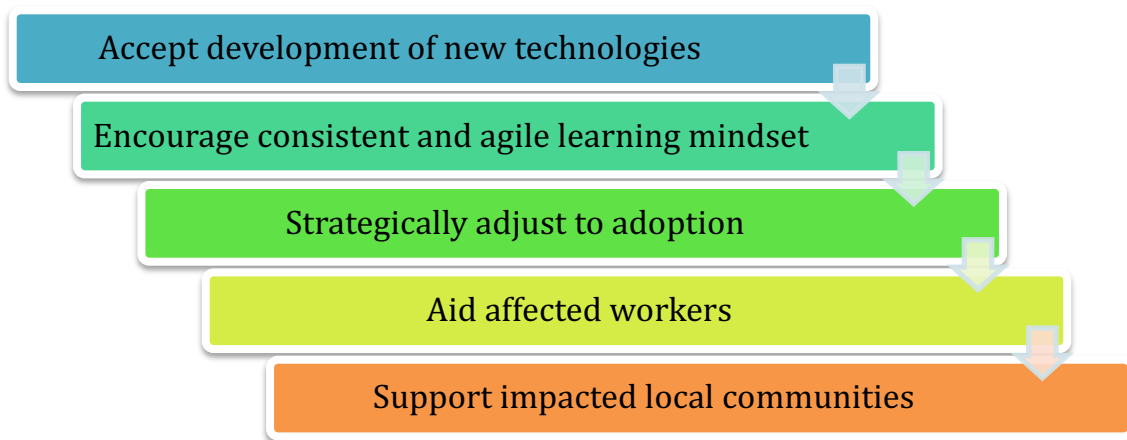 Accept development of new technologies
Encourage consistent and agile learning mindset
Strategically adjust to adoption
Aid affected workers
Support impacted local communities